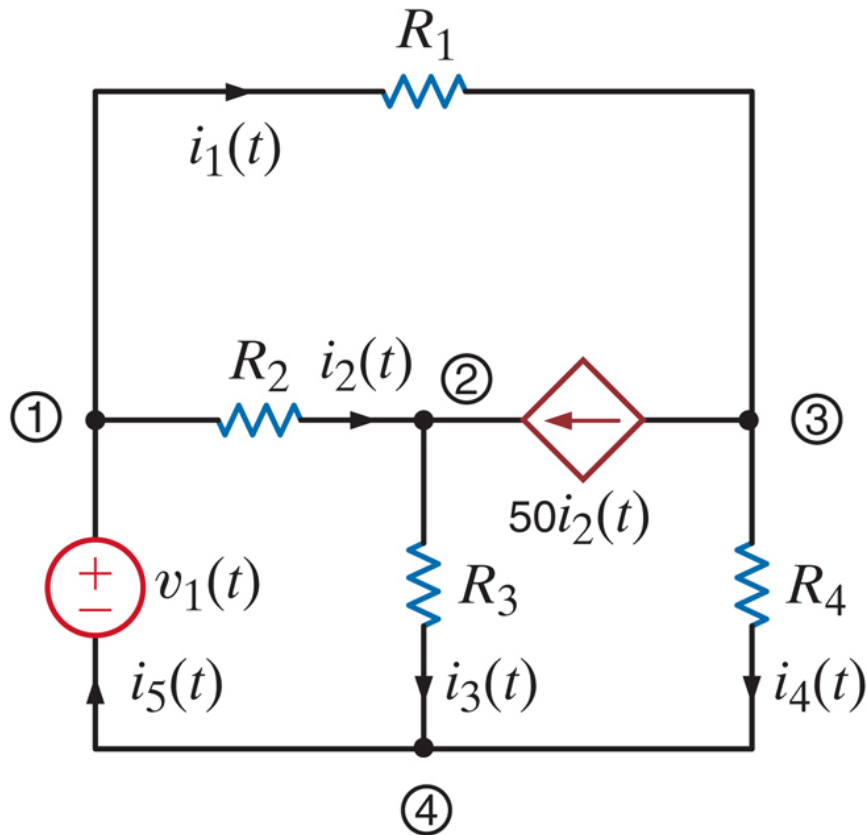 R₁
i₁(t)
① R₂ i₂(t) ② ③
50i₂(t)
+ − v₁(t) R₃ R₄
i₅(t) i₃(t) i₄(t)
④